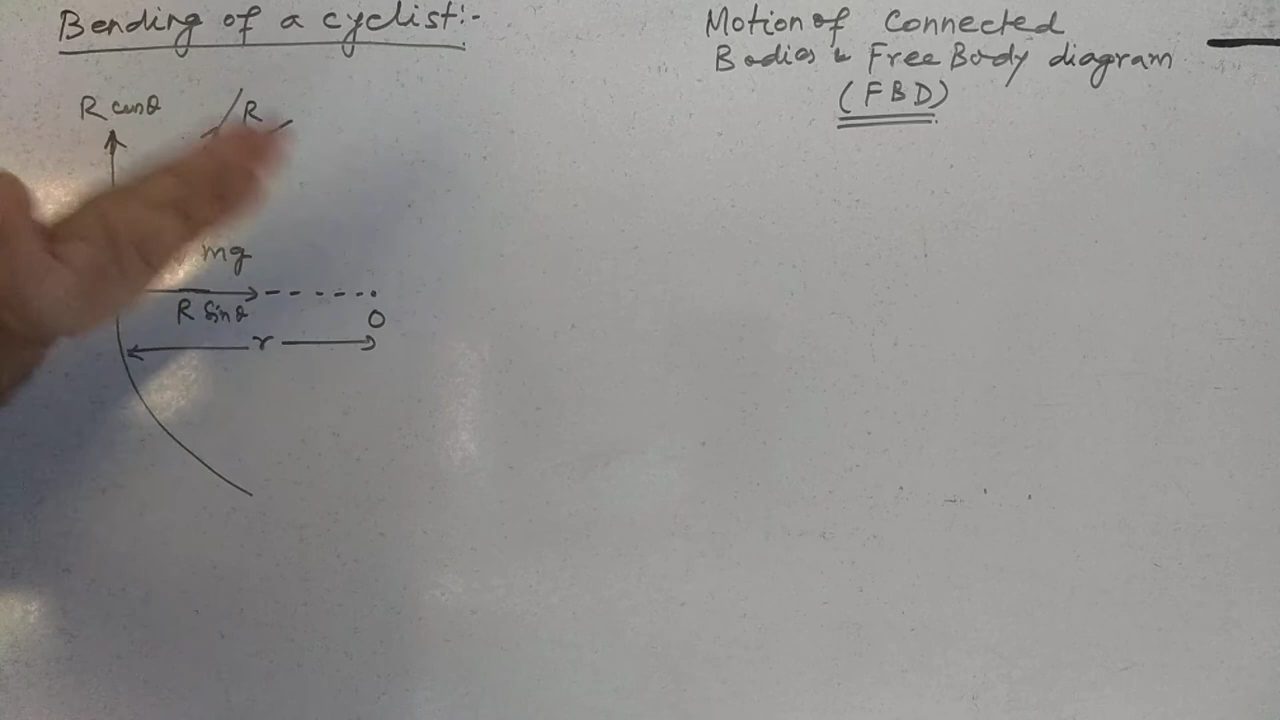 Bending of a cyclist:-
R cosθ
R
mg
R Sinθ
O
r
Motion of Connected
Bodies & Free Body diagram
(FBD)